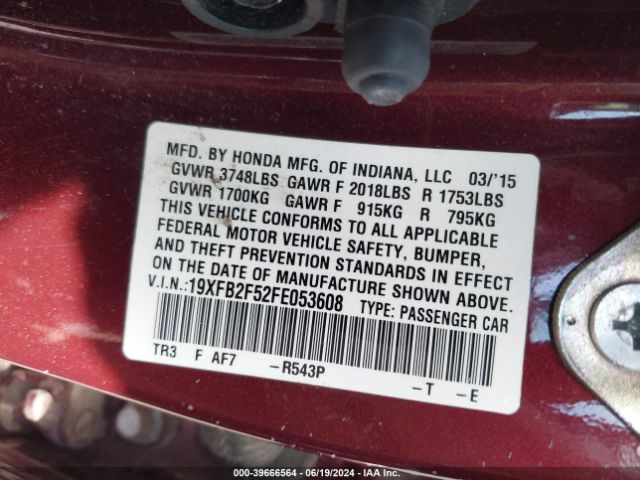 MFD. BY HONDA MFG. OF INDIANA, LLC 03/'15
GVWR 3748LBS GAWR F 2018LBS R 1753LBS
GVWR 1700KG GAWR F 915KG R 795KG
THIS VEHICLE CONFORMS TO ALL APPLICABLE
FEDERAL MOTOR VEHICLE SAFETY, BUMPER,
AND THEFT PREVENTION STANDARDS IN EFFECT
ON THE DATE OF MANUFACTURE SHOWN ABOVE.
V.I.N.:19XFB2F52FE053608 TYPE: PASSENGER CAR
TR3 F AF7 -R543P -T -E
000-39666564 / 06/19/2024 / IAA Inc.